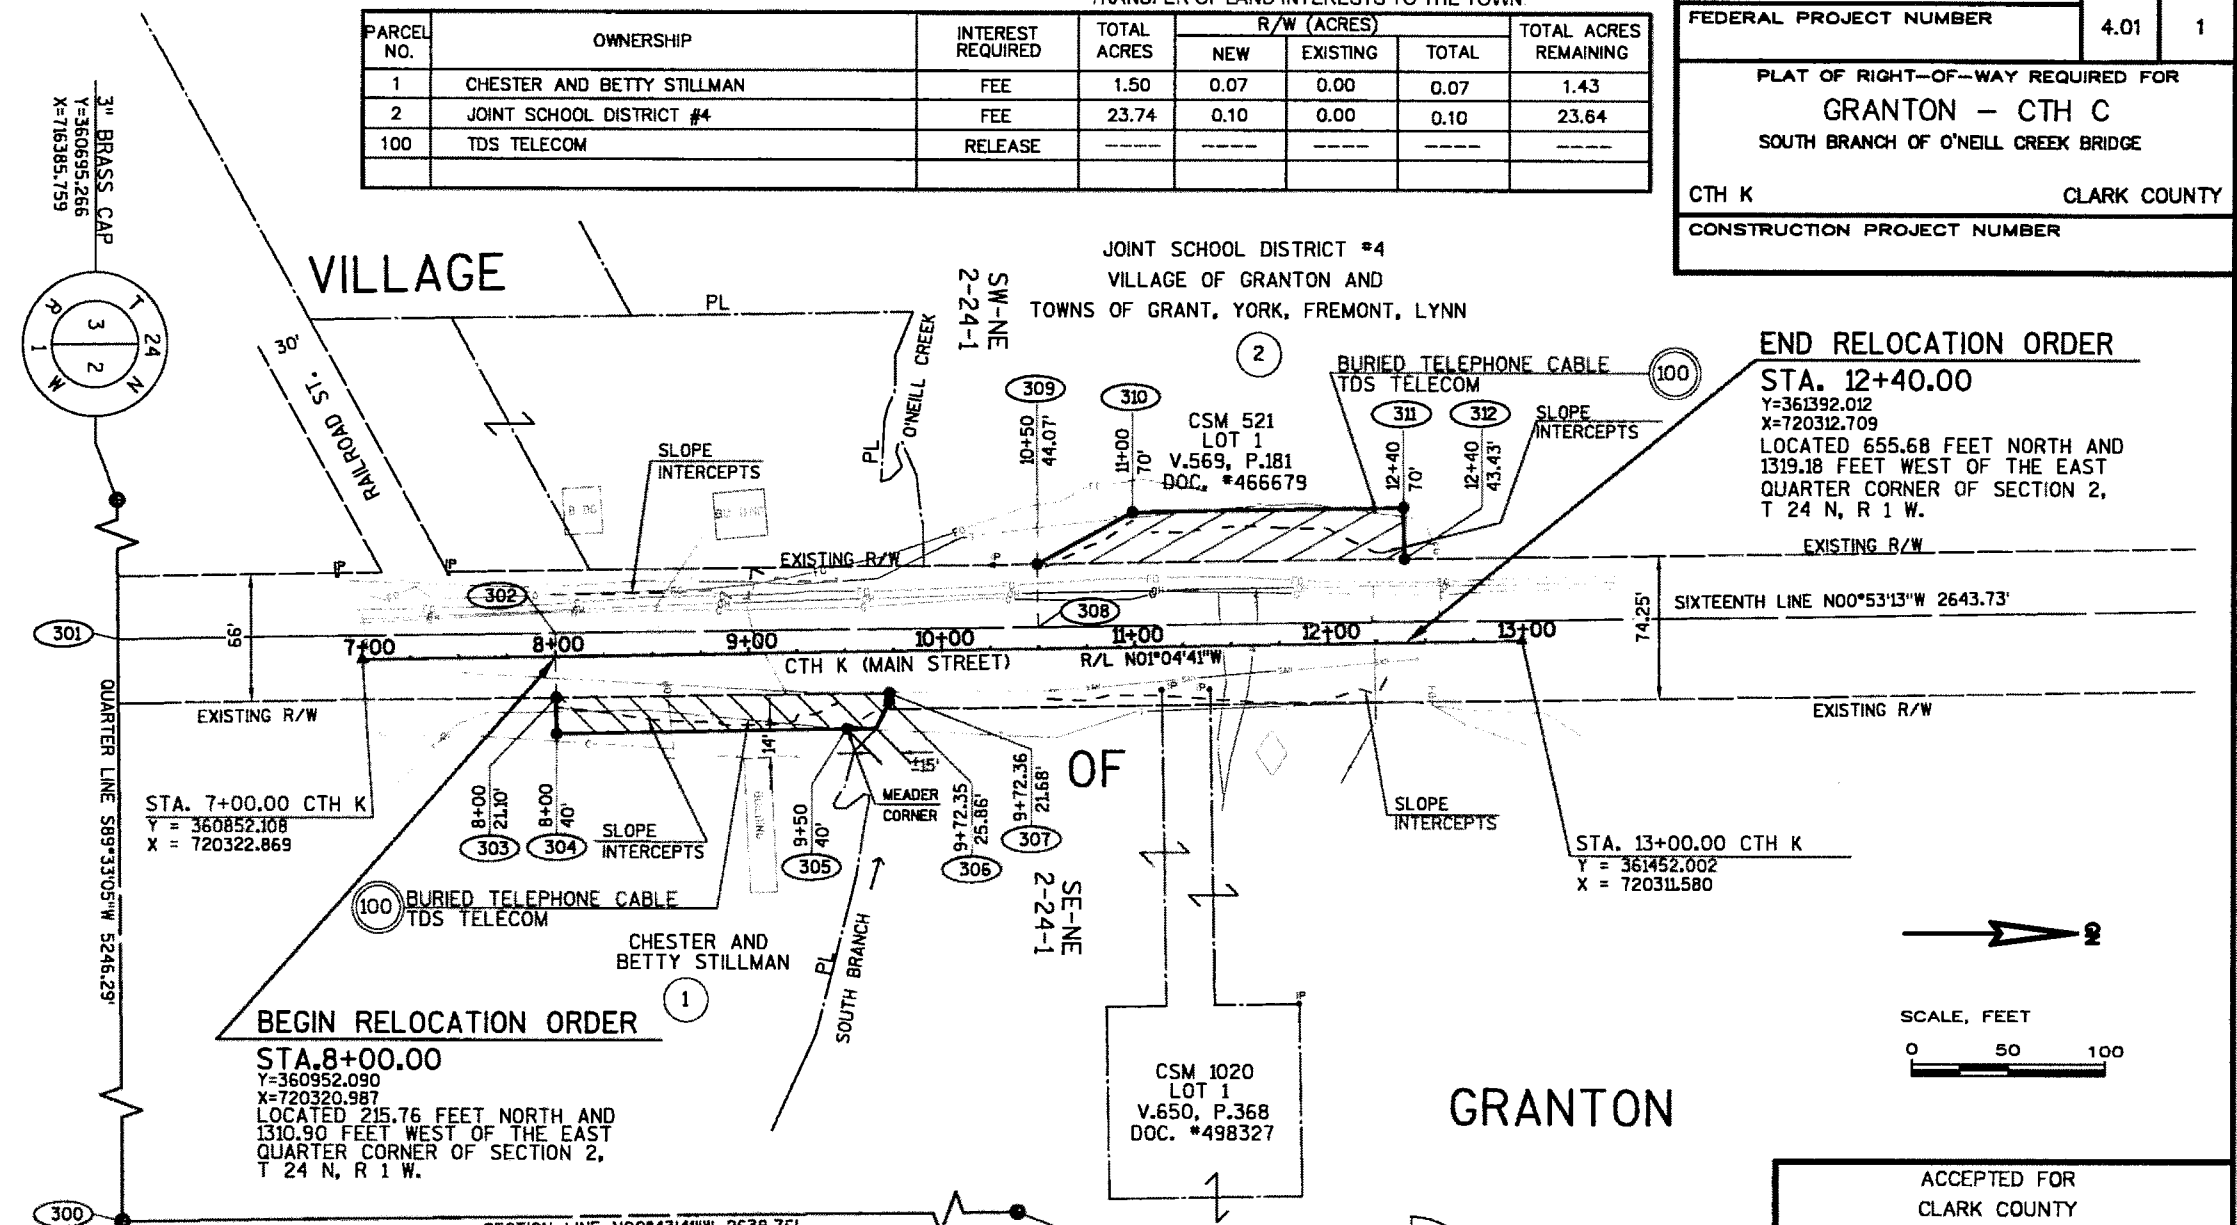 TRANSFER OF LAND INTERESTS TO THE TOWN
PARCEL NO. OWNERSHIP INTEREST REQUIRED TOTAL ACRES R/W (ACRES) NEW EXISTING TOTAL TOTAL ACRES REMAINING
1 CHESTER AND BETTY STILLMAN FEE 1.50 0.07 0.00 0.07 1.43
2 JOINT SCHOOL DISTRICT #4 FEE 23.74 0.10 0.00 0.10 23.64
100 TDS TELECOM RELEASE ---- ---- ---- ---- ----
FEDERAL PROJECT NUMBER 4.01 1
PLAT OF RIGHT-OF-WAY REQUIRED FOR
GRANTON - CTH C
SOUTH BRANCH OF O'NEILL CREEK BRIDGE
CTH K CLARK COUNTY
CONSTRUCTION PROJECT NUMBER
3" BRASS CAP
Y=360695.266
X=716385.759
T 24 N
R 1 W
3
2
VILLAGE
30'
RAILROAD ST.
PL
PL
O'NEILL CREEK
SW-NE
2-24-1
JOINT SCHOOL DISTRICT #4
VILLAGE OF GRANTON AND
TOWNS OF GRANT, YORK, FREMONT, LYNN
2
BURIED TELEPHONE CABLE
TDS TELECOM
100
END RELOCATION ORDER
STA. 12+40.00
Y=361392.012
X=720312.709
LOCATED 655.68 FEET NORTH AND
1319.18 FEET WEST OF THE EAST
QUARTER CORNER OF SECTION 2,
T 24 N, R 1 W.
309
10+50
44.07'
310
11+00
70'
CSM 521
LOT 1
V.569, P.181
DOC. #466679
311
12+40
70'
312
12+40
43.43'
SLOPE
INTERCEPTS
SLOPE
INTERCEPTS
IP
IP
EXISTING R/W
EXISTING R/W
302
308
301
66'
74.25'
SIXTEENTH LINE N00°53'13"W 2643.73'
7+00 8+00 9+00 10+00 11+00 12+00 13+00
CTH K (MAIN STREET)
R/L N01°04'41"W
EXISTING R/W
EXISTING R/W
QUARTER LINE S89°33'05"W 5246.29'
STA. 7+00.00 CTH K
Y = 360852.108
X = 720322.869
8+00
21.10'
303
8+00
40'
304
SLOPE
INTERCEPTS
14'
BUILDING
9+50
40'
305
±15'
MEADER
CORNER
9+72.35
25.86'
306
9+72.36
21.68'
307
OF
SLOPE
INTERCEPTS
STA. 13+00.00 CTH K
Y = 361452.002
X = 720311.580
100
BURIED TELEPHONE CABLE
TDS TELECOM
CHESTER AND
BETTY STILLMAN
1
PL
SOUTH BRANCH
SE-NE
2-24-1
GN
SCALE, FEET
0 50 100
BEGIN RELOCATION ORDER
STA.8+00.00
Y=360952.090
X=720320.987
LOCATED 215.76 FEET NORTH AND
1310.90 FEET WEST OF THE EAST
QUARTER CORNER OF SECTION 2,
T 24 N, R 1 W.
IP
CSM 1020
LOT 1
V.650, P.368
DOC. #498327
GRANTON
ACCEPTED FOR
CLARK COUNTY
300